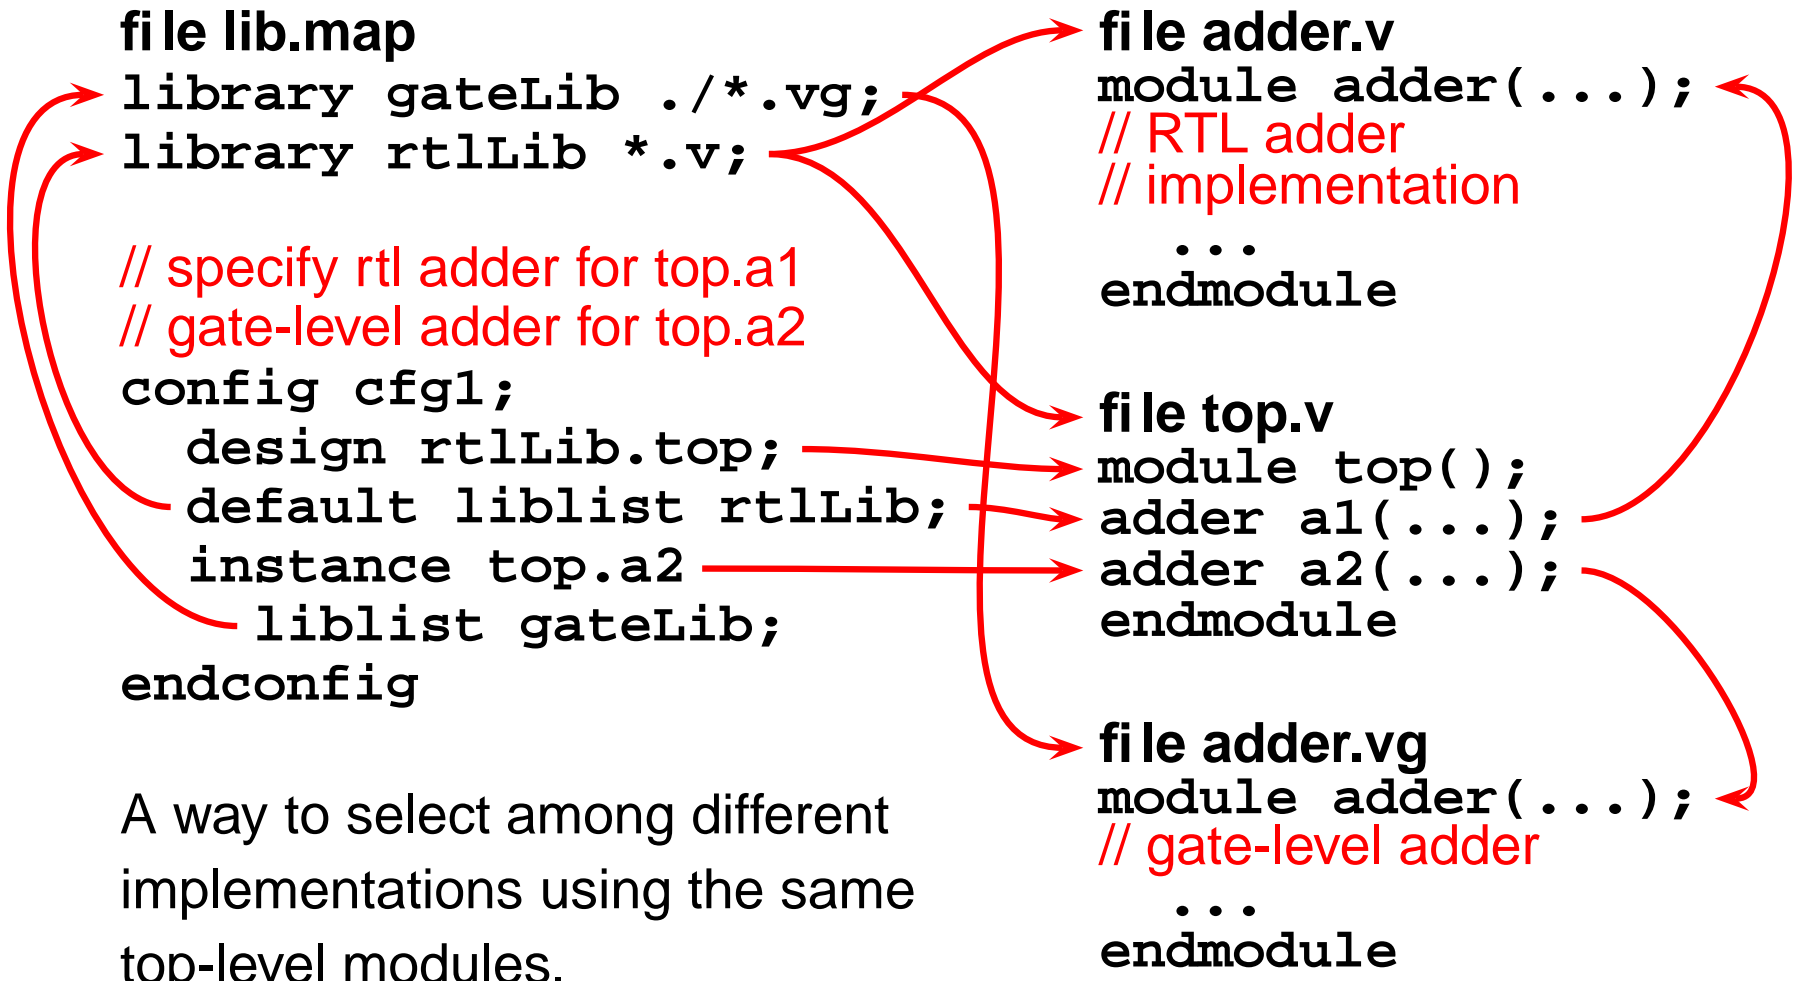 file lib.map
library gateLib ./*.vg;
library rtlLib *.v;
// specify rtl adder for top.a1
// gate-level adder for top.a2
config cfg1;
design rtlLib.top;
default liblist rtlLib;
instance top.a2
liblist gateLib;
endconfig
A way to select among different
implementations using the same
top-level modules.
file adder.v
module adder(...);
// RTL adder
// implementation
...
endmodule
file top.v
module top();
adder a1(...);
adder a2(...);
endmodule
file adder.vg
module adder(...);
// gate-level adder
...
endmodule